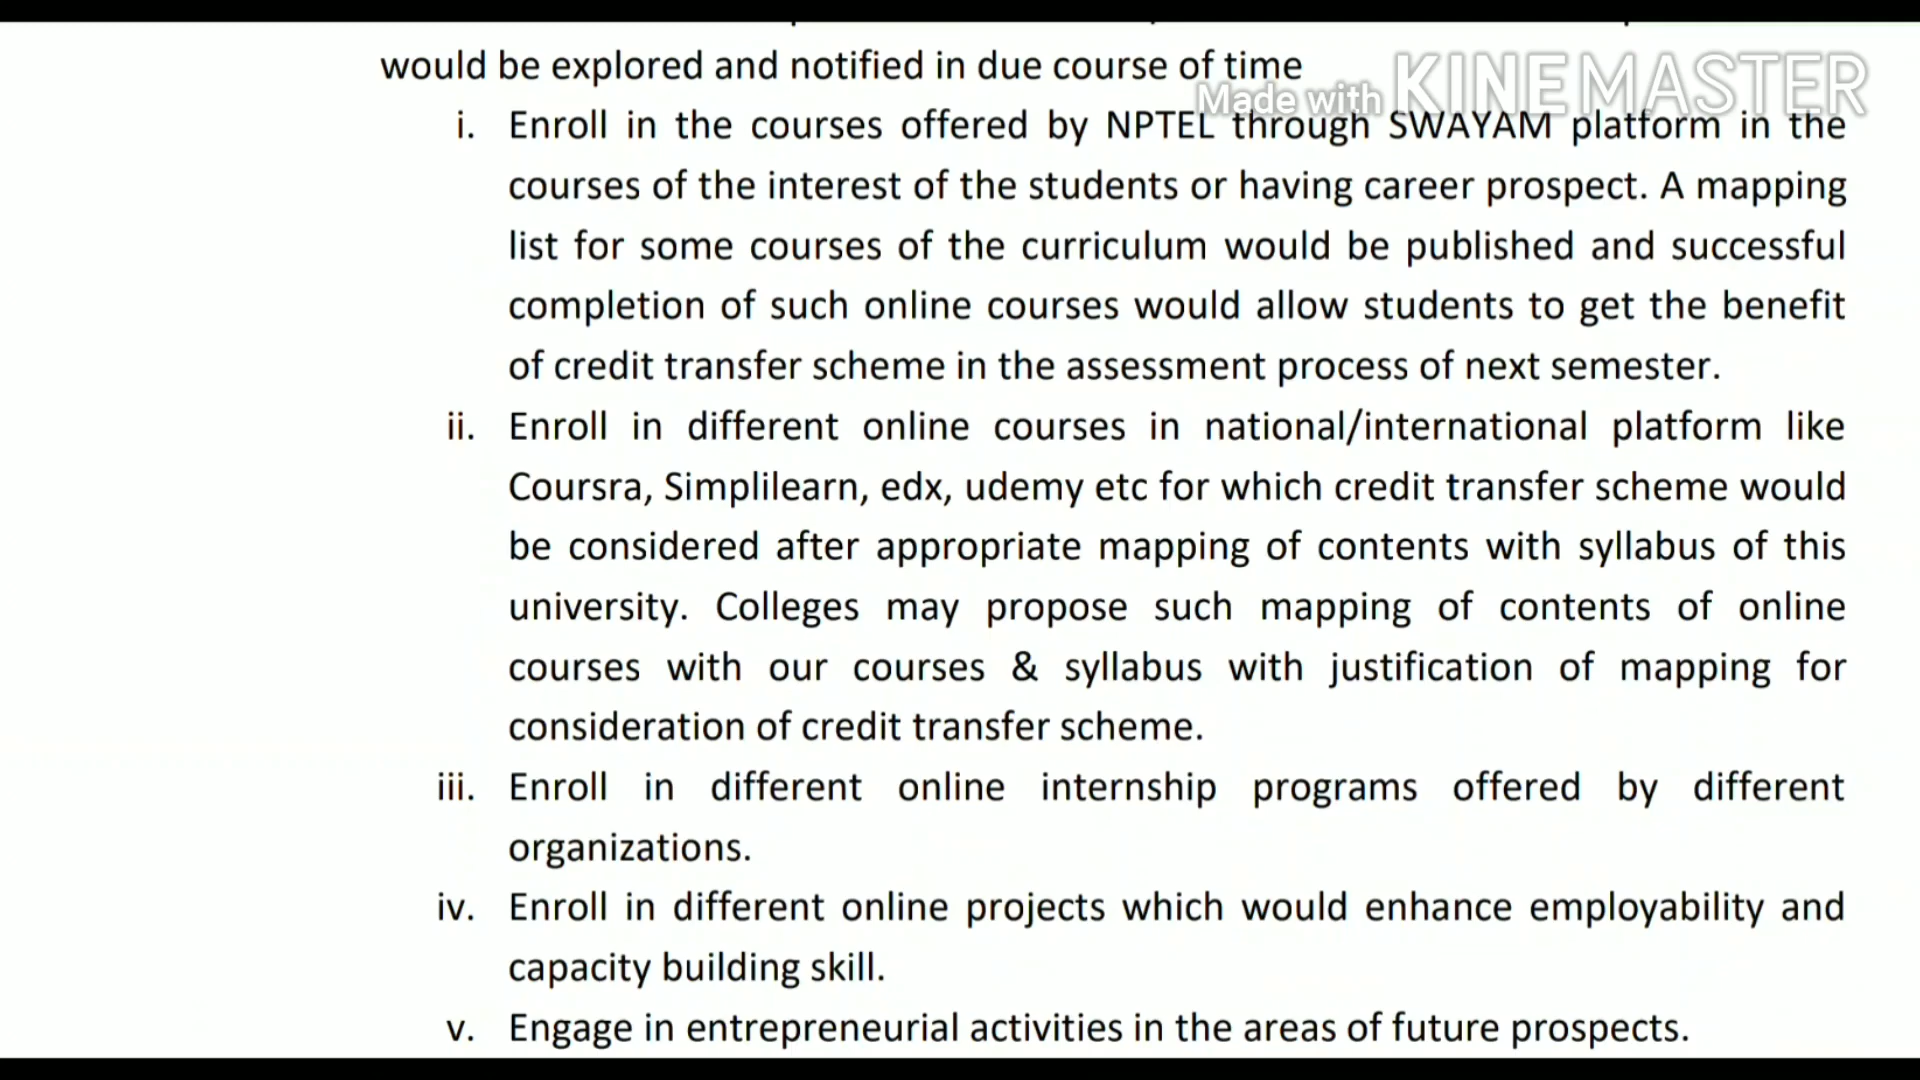 would be explored and notified in due course of time
Made with KINEMASTER
i. Enroll in the courses offered by NPTEL through SWAYAM platform in the
courses of the interest of the students or having career prospect. A mapping
list for some courses of the curriculum would be published and successful
completion of such online courses would allow students to get the benefit
of credit transfer scheme in the assessment process of next semester.
ii. Enroll in different online courses in national/international platform like
Coursra, Simplilearn, edx, udemy etc for which credit transfer scheme would
be considered after appropriate mapping of contents with syllabus of this
university. Colleges may propose such mapping of contents of online
courses with our courses & syllabus with justification of mapping for
consideration of credit transfer scheme.
iii. Enroll in different online internship programs offered by different
organizations.
iv. Enroll in different online projects which would enhance employability and
capacity building skill.
v. Engage in entrepreneurial activities in the areas of future prospects.